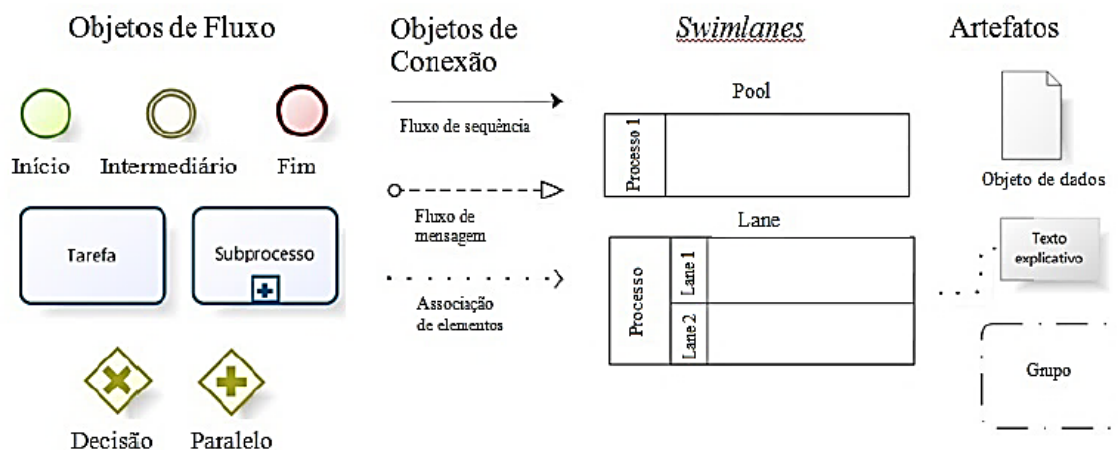 Objetos de Fluxo
Início
Intermediário
Fim
Tarefa
Subprocesso
Decisão
Paralelo
Objetos de
Conexão
Fluxo de sequência
Fluxo de
mensagem
Associação
de elementos
Swimlanes
Pool
Processo 1
Lane
Processo
Lane 1
Lane 2
Artefatos
Objeto de dados
Texto
explicativo
Grupo